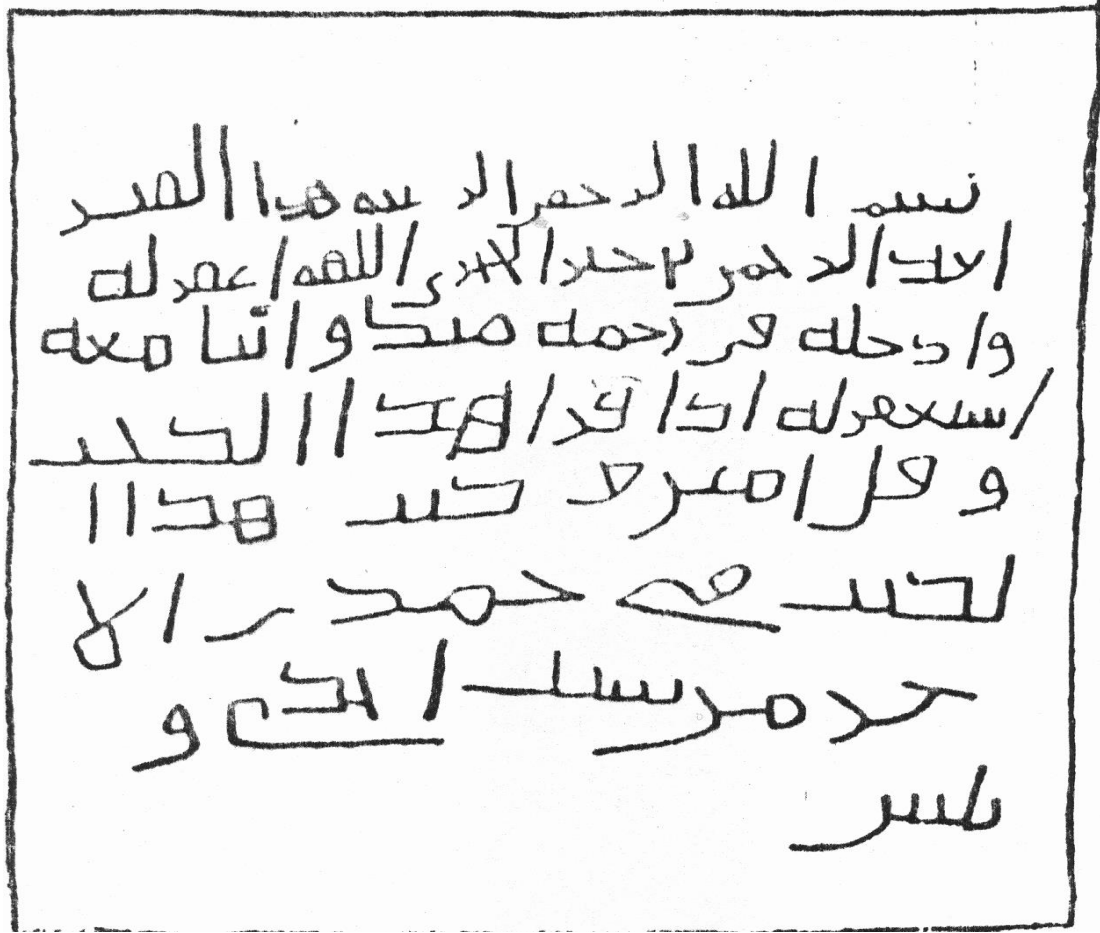 بسم الله الرحمن الرحيم هذا القبر
لعبد الرحمن بن خير الحجري اللهم اغفر له
وادخله في رحمة منك واتنا معه
استغفر له اذا قرا هذا الكتب
وقل امين وكتب هذا ا
لكتب في جمدى الا
خر من سنت احدى و
ثلثين